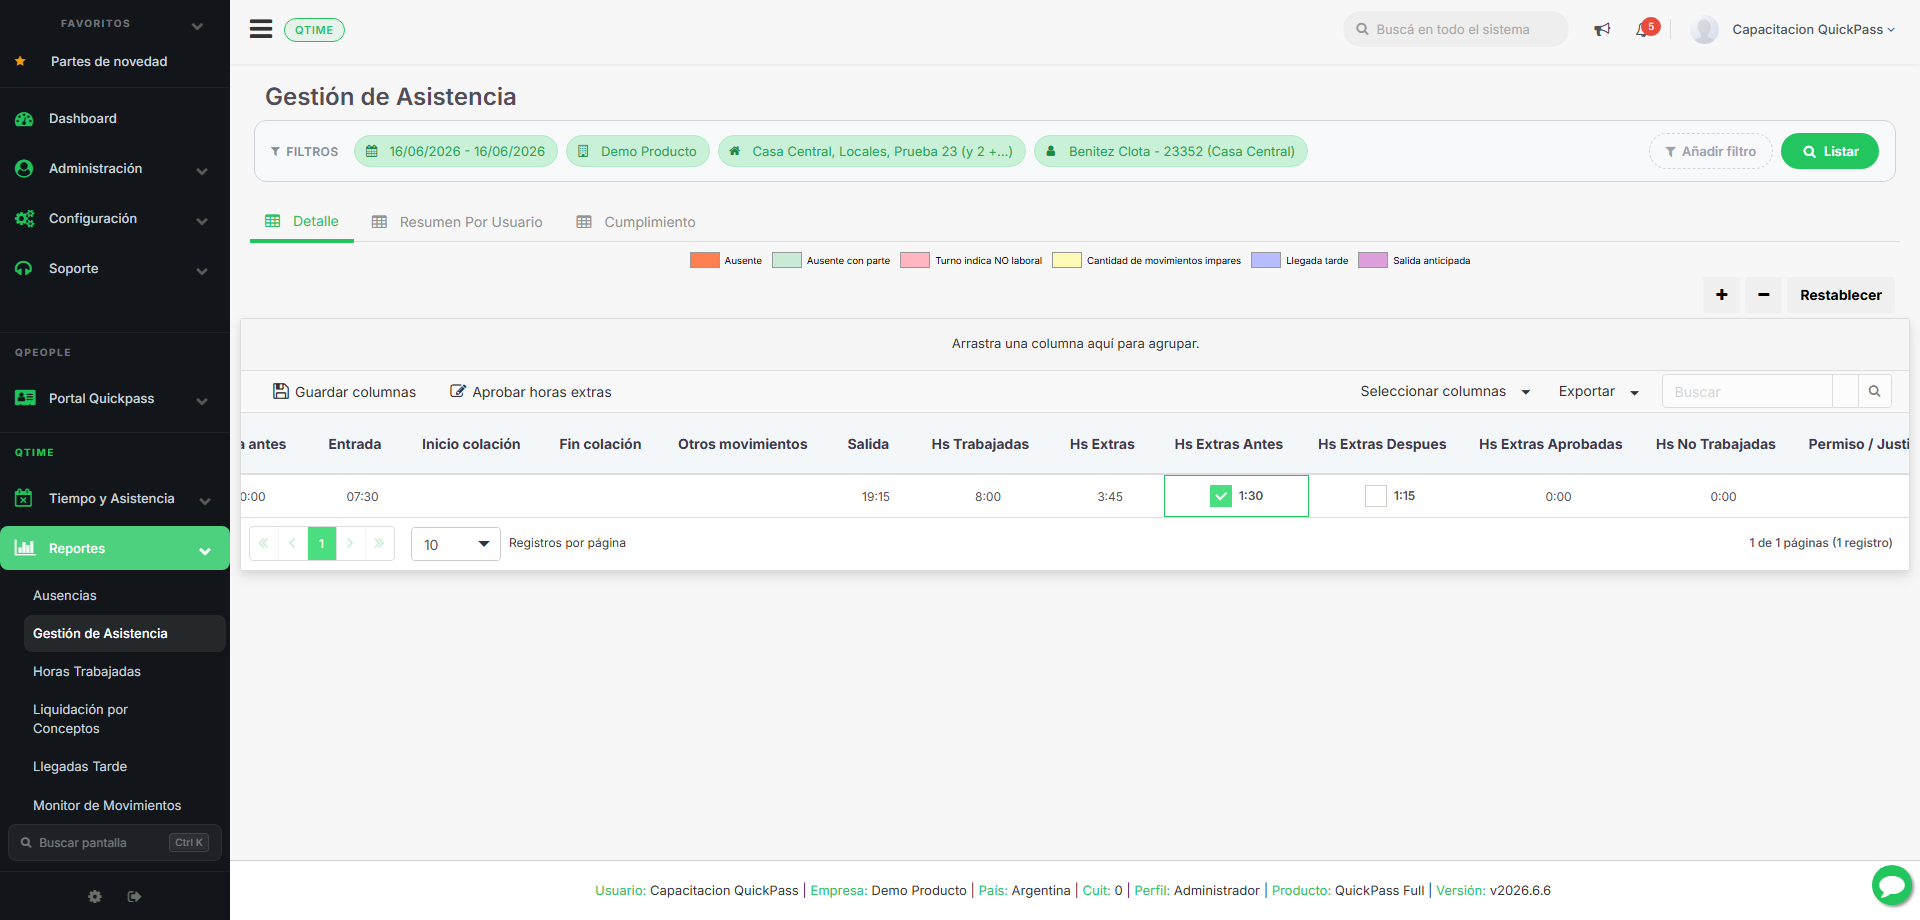 FAVORITOS
Partes de novedad
Dashboard
Administración
Configuración
Soporte
QPEOPLE
Portal Quickpass
QTIME
Tiempo y Asistencia
Reportes
Ausencias
Gestión de Asistencia
Horas Trabajadas
Liquidación por
Conceptos
Llegadas Tarde
Monitor de Movimientos
Buscar pantalla Ctrl K
QTIME
Buscá en todo el sistema
5
Capacitacion QuickPass
Gestión de Asistencia
FILTROS 16/06/2026 - 16/06/2026 Demo Producto Casa Central, Locales, Prueba 23 (y 2 +...) Benitez Clota - 23352 (Casa Central) Añadir filtro Listar
Detalle Resumen Por Usuario Cumplimiento
Ausente Ausente con parte Turno indica NO laboral Cantidad de movimientos impares Llegada tarde Salida anticipada
+ − Restablecer
Arrastra una columna aquí para agrupar.
Guardar columnas Aprobar horas extras Seleccionar columnas Exportar Buscar
a antes Entrada Inicio colación Fin colación Otros movimientos Salida Hs Trabajadas Hs Extras Hs Extras Antes Hs Extras Despues Hs Extras Aprobadas Hs No Trabajadas Permiso / Justi
0:00 07:30 19:15 8:00 3:45 1:30 1:15 0:00 0:00
« ‹ 1 › » 10 Registros por página 1 de 1 páginas (1 registro)
Usuario: Capacitacion QuickPass | Empresa: Demo Producto | País: Argentina | Cuit: 0 | Perfil: Administrador | Producto: QuickPass Full | Versión: v2026.6.6